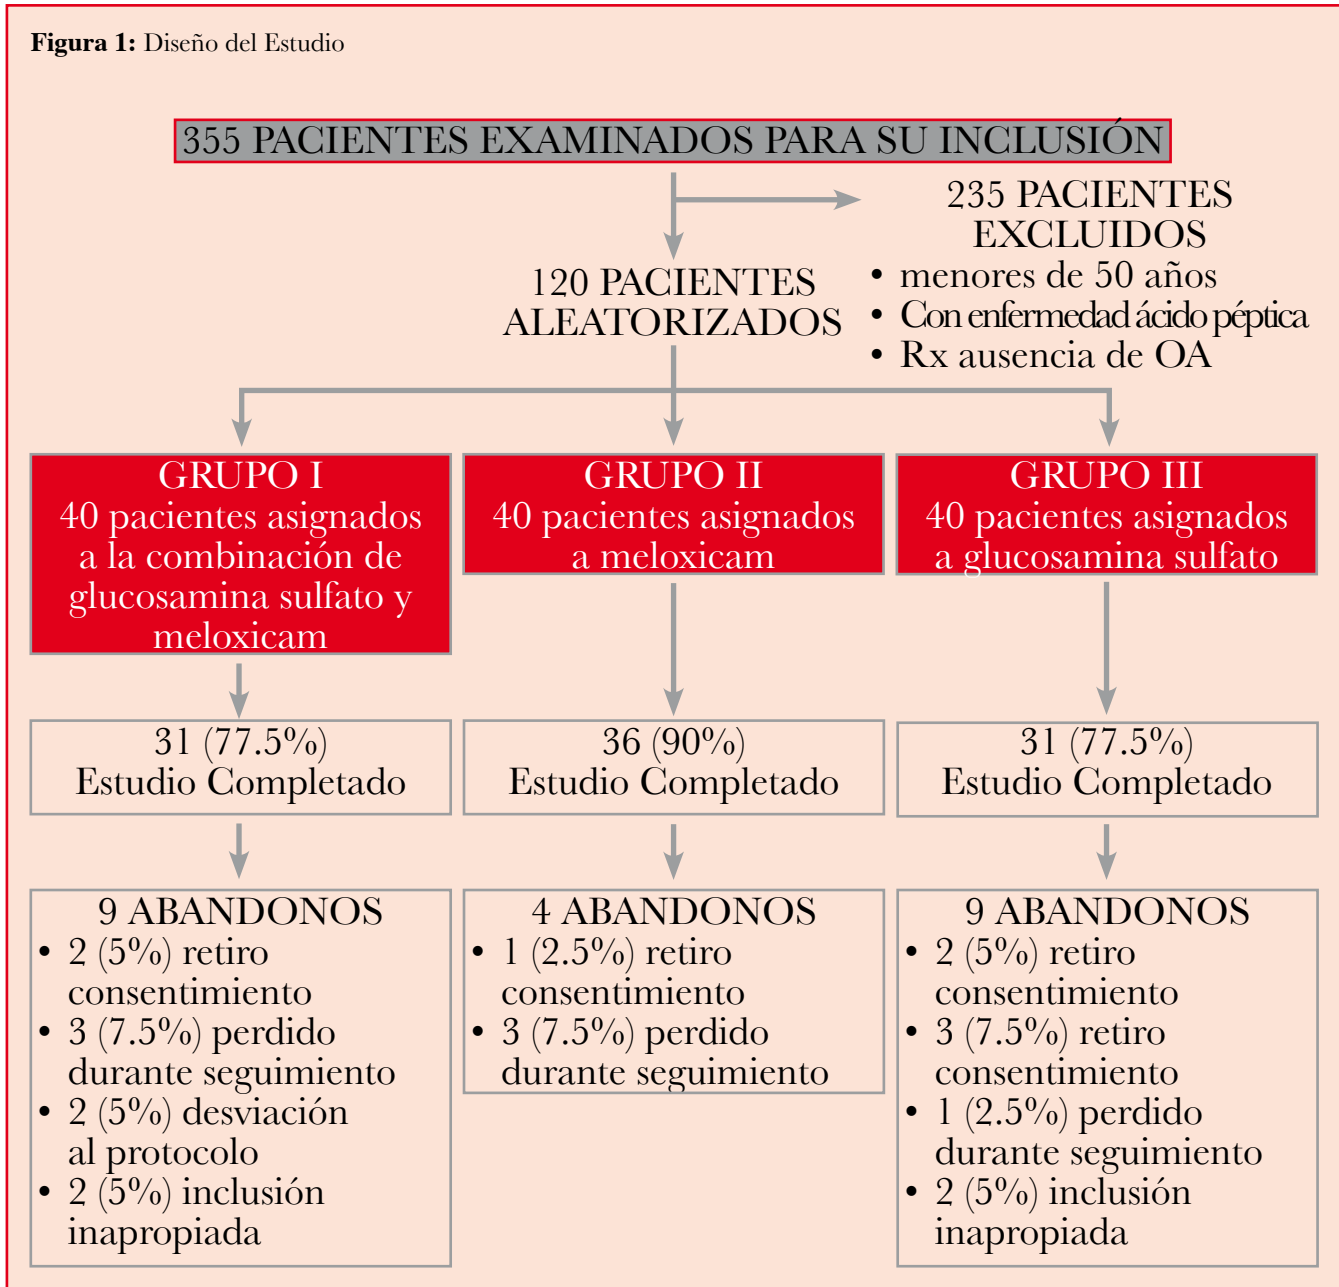 Figura 1: Diseño del Estudio
355 PACIENTES EXAMINADOS PARA SU INCLUSIÓN
235 PACIENTES
EXCLUIDOS
• menores de 50 años
• Con enfermedad ácido péptica
• Rx ausencia de OA
120 PACIENTES
ALEATORIZADOS
GRUPO I
40 pacientes asignados
a la combinación de
glucosamina sulfato y
meloxicam
GRUPO II
40 pacientes asignados
a meloxicam
GRUPO III
40 pacientes asignados
a glucosamina sulfato
31 (77.5%)
Estudio Completado
36 (90%)
Estudio Completado
31 (77.5%)
Estudio Completado
9 ABANDONOS
• 2 (5%) retiro
consentimiento
• 3 (7.5%) perdido
durante seguimiento
• 2 (5%) desviación
al protocolo
• 2 (5%) inclusión
inapropiada
4 ABANDONOS
• 1 (2.5%) retiro
consentimiento
• 3 (7.5%) perdido
durante seguimiento
9 ABANDONOS
• 2 (5%) retiro
consentimiento
• 3 (7.5%) retiro
consentimiento
• 1 (2.5%) perdido
durante seguimiento
• 2 (5%) inclusión
inapropiada